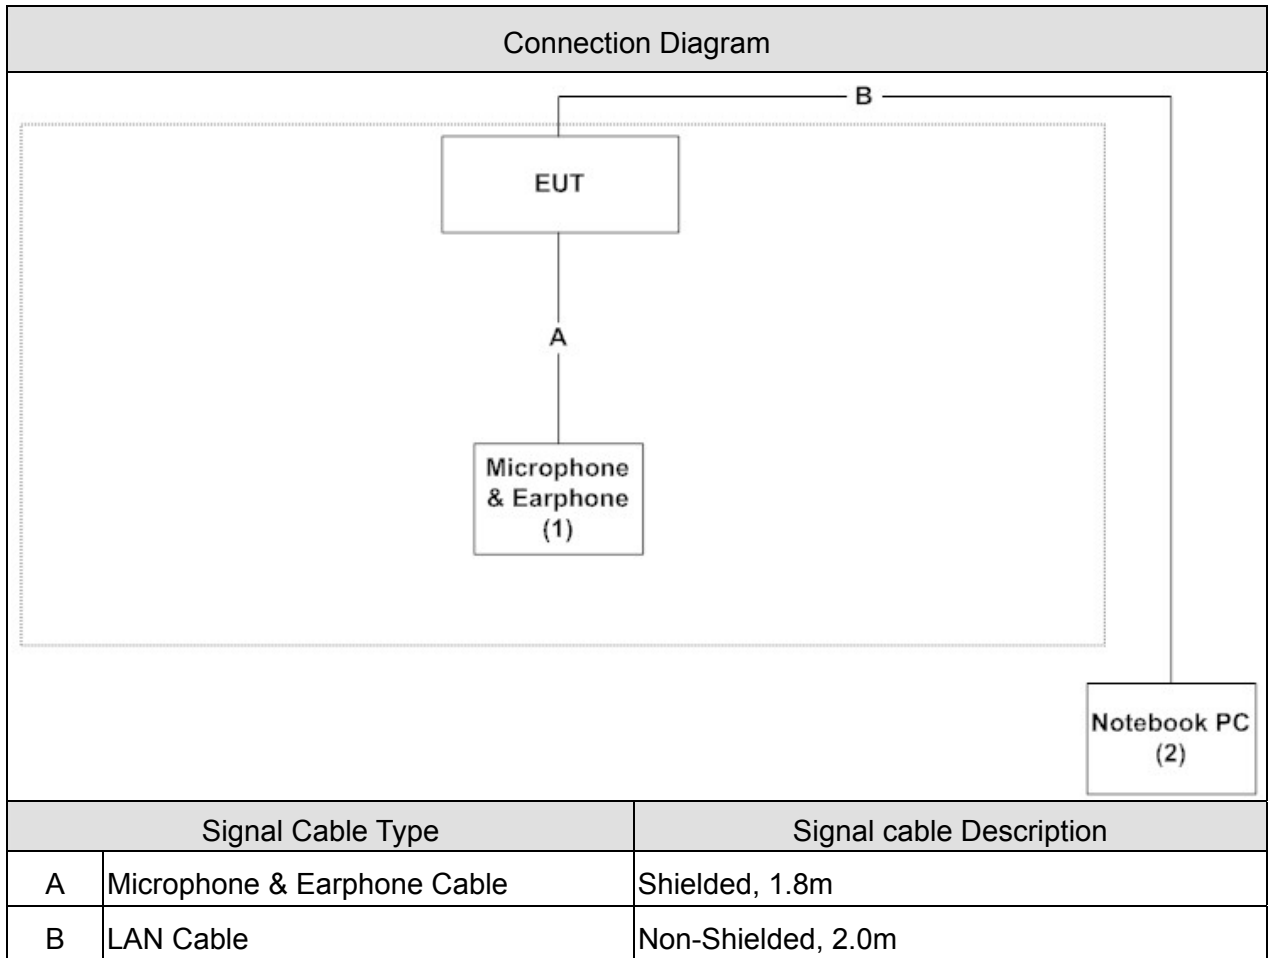 Connection Diagram
B
EUT
A
Microphone
& Earphone
(1)
Notebook PC
(2)
Signal Cable Type Signal cable Description
A Microphone & Earphone Cable Shielded, 1.8m
B LAN Cable Non-Shielded, 2.0m